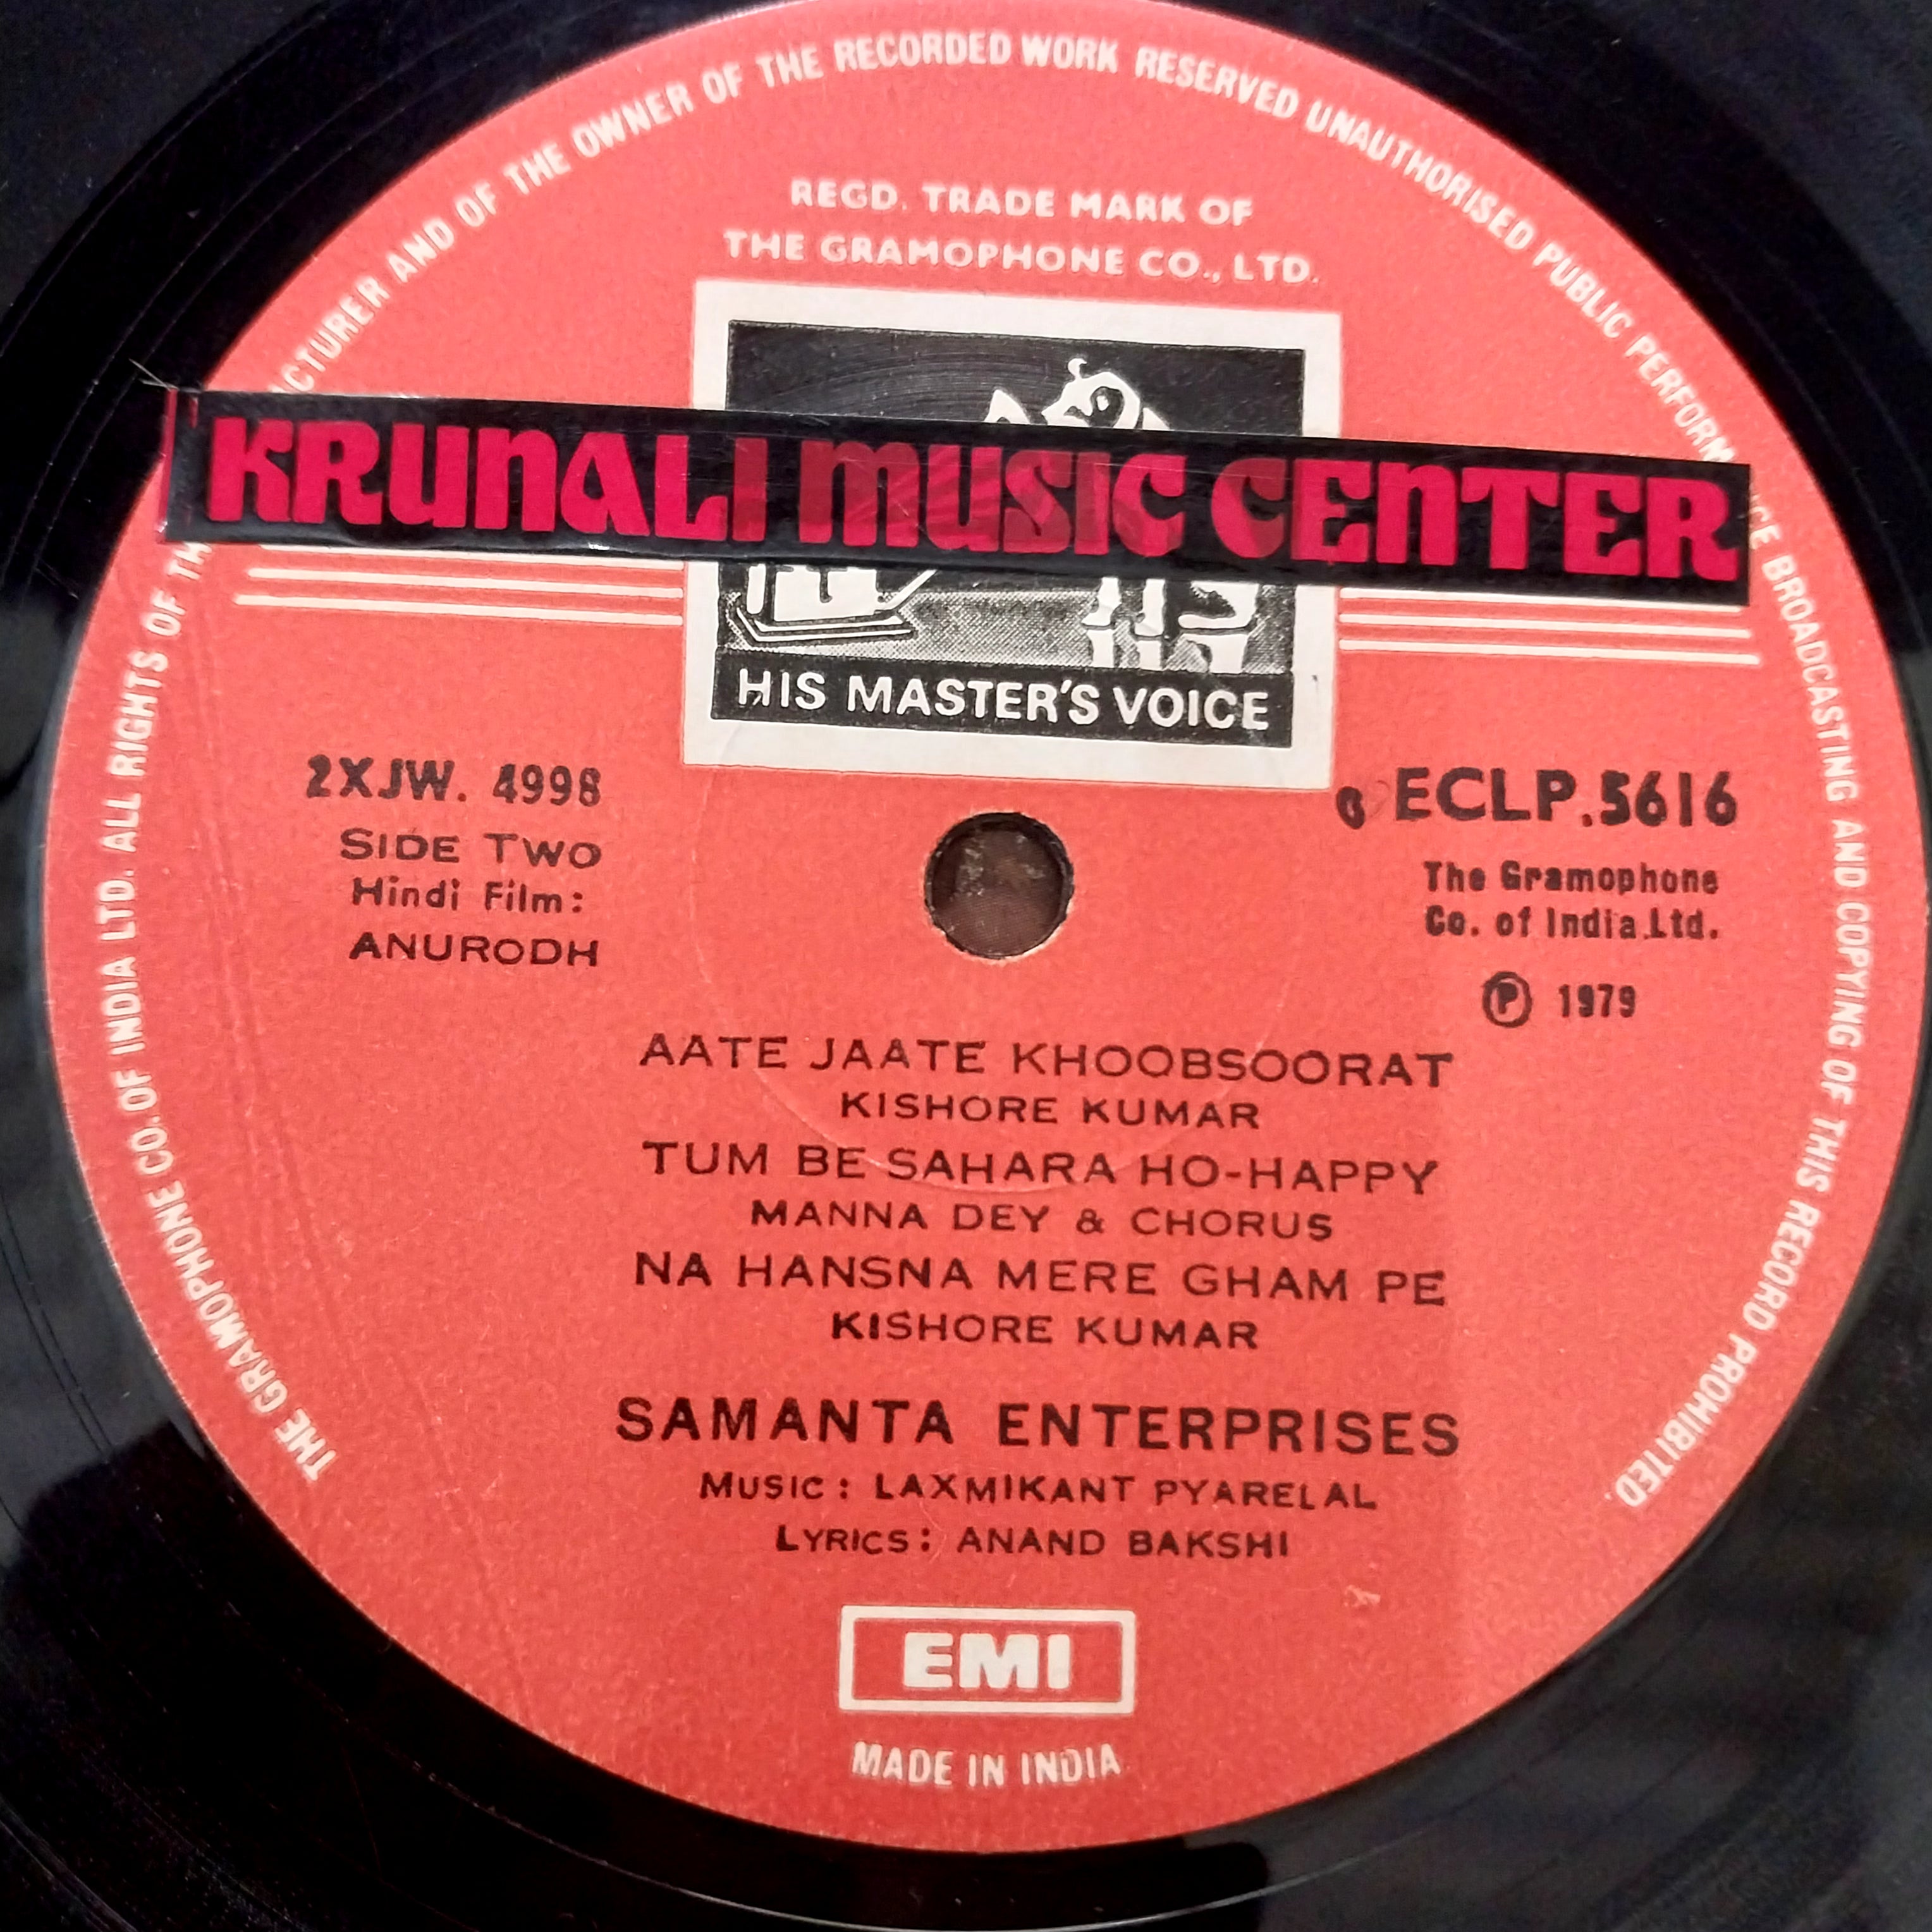 THE GRAMOPHONE CO. OF INDIA LTD. ALL RIGHTS OF TH
CTURER AND OF THE OWNER OF THE RECORDED WORK RESERVED UNAUTHORISED PUBLIC PERFORM
CE BROADCASTING AND COPYING OF THIS RECORD PROHIBITED
REGD. TRADE MARK OF
THE GRAMOPHONE CO., LTD.
KRUNALI MUSIC CENTER
HIS MASTER'S VOICE
2XJW. 4998
SIDE TWO
Hindi Film:
ANURODH
ECLP.5616
The Gramophone
Co. of India Ltd.
Ⓟ 1979
AATE JAATE KHOOBSOORAT
KISHORE KUMAR
TUM BE SAHARA HO-HAPPY
MANNA DEY & CHORUS
NA HANSNA MERE GHAM PE
KISHORE KUMAR
SAMANTA ENTERPRISES
MUSIC: LAXMIKANT PYARELAL
LYRICS: ANAND BAKSHI
EMI
MADE IN INDIA